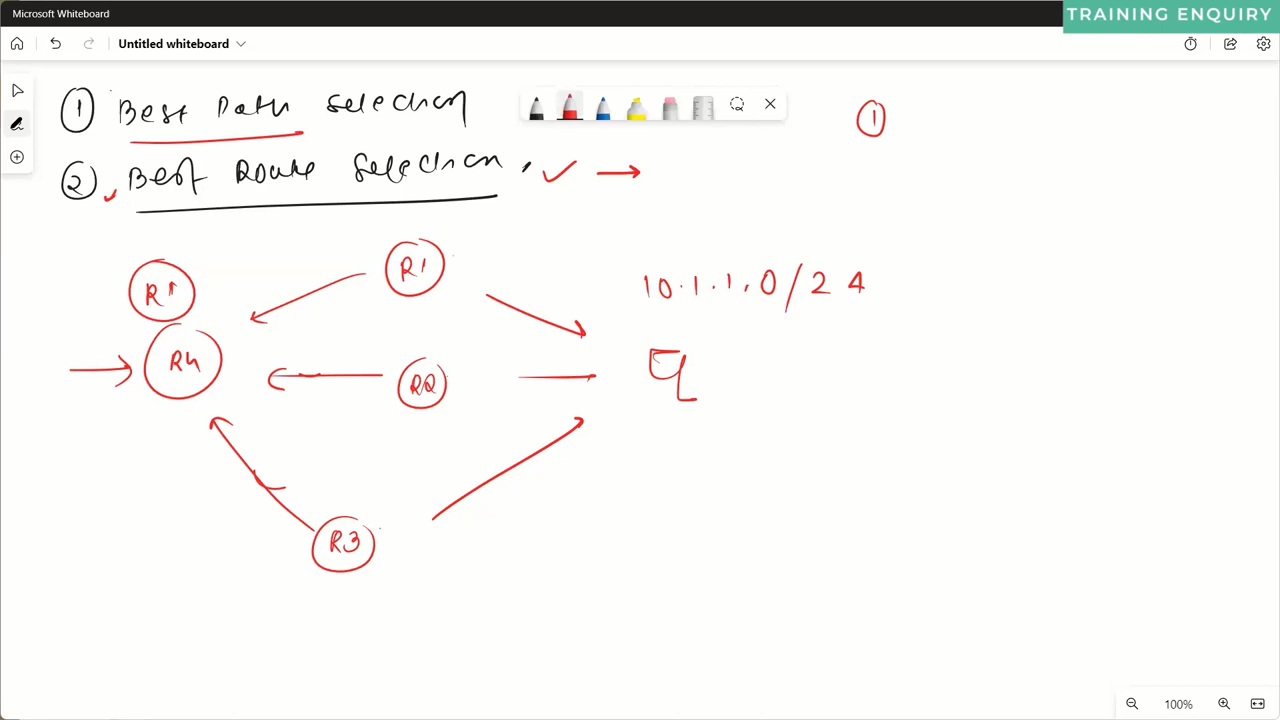 Microsoft Whiteboard
TRAINING ENQUIRY
Untitled whiteboard
① Best Path Selection
①
② Best Route Selection
R1
R1
10.1.1.0/24
R4
R2
R3
100%